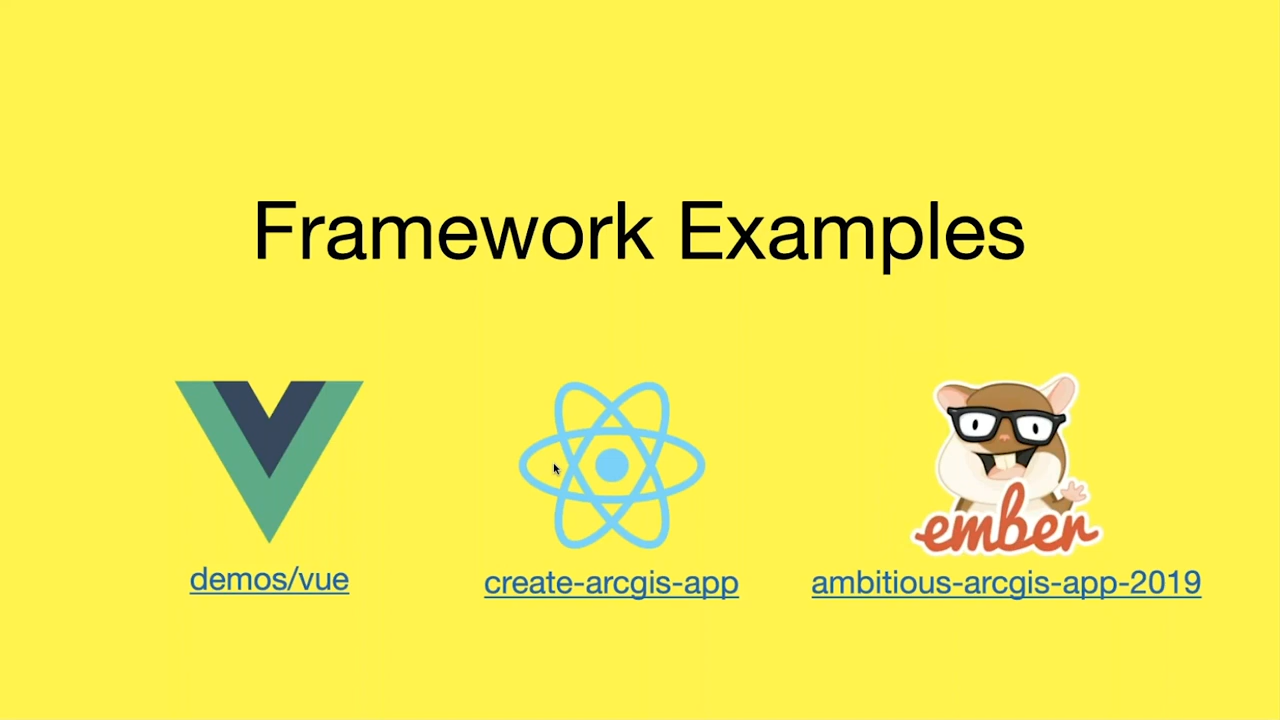 Framework Examples
ember
demos/vue
create-arcgis-app
ambitious-arcgis-app-2019